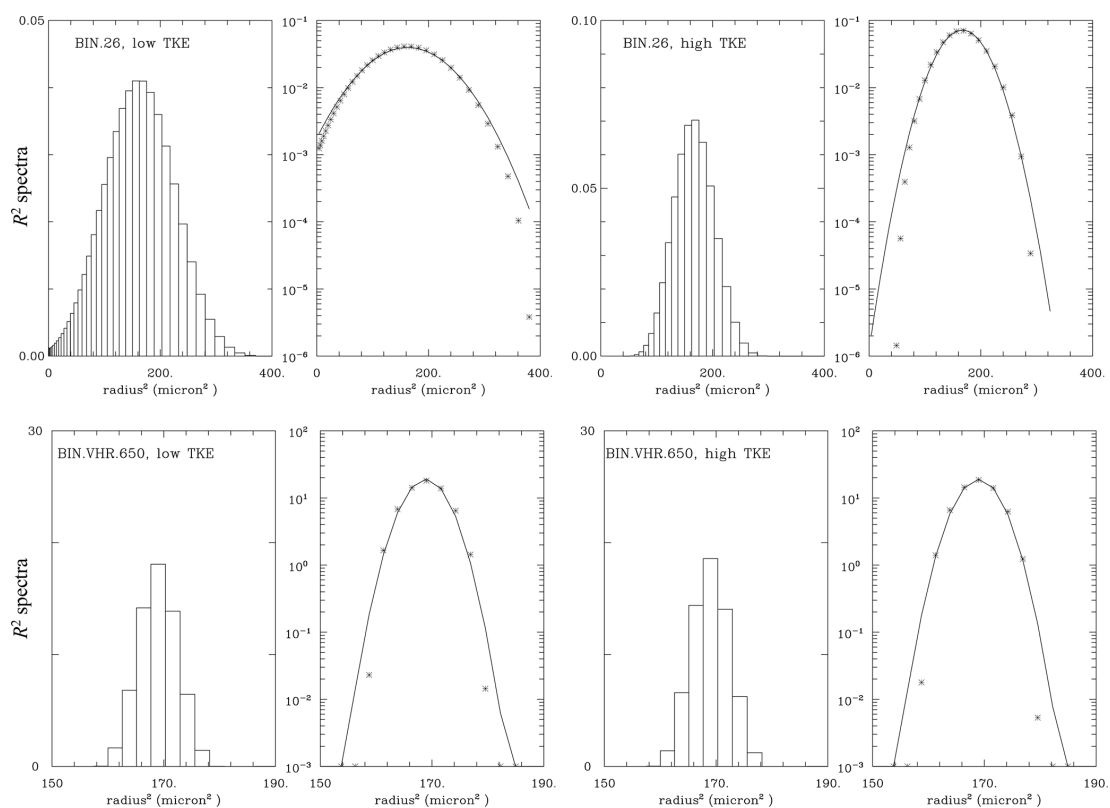 0.05
BIN.26, low TKE
R² spectra
0.00
0 200. 400.
radius² (micron²)
10⁻¹
10⁻²
10⁻³
10⁻⁴
10⁻⁵
10⁻⁶
0 200. 400.
radius² (micron²)
0.10
BIN.26, high TKE
0.05
0.00
0 200. 400.
radius² (micron²)
10⁻¹
10⁻²
10⁻³
10⁻⁴
10⁻⁵
10⁻⁶
0 200. 400.
radius² (micron²)
30
BIN.VHR.650, low TKE
R² spectra
0
150 170. 190.
radius² (micron²)
10²
10¹
10⁰
10⁻¹
10⁻²
10⁻³
150 170. 190.
radius² (micron²)
30
BIN.VHR.650, high TKE
0
150 170. 190.
radius² (micron²)
10²
10¹
10⁰
10⁻¹
10⁻²
10⁻³
150 170. 190.
radius² (micron²)